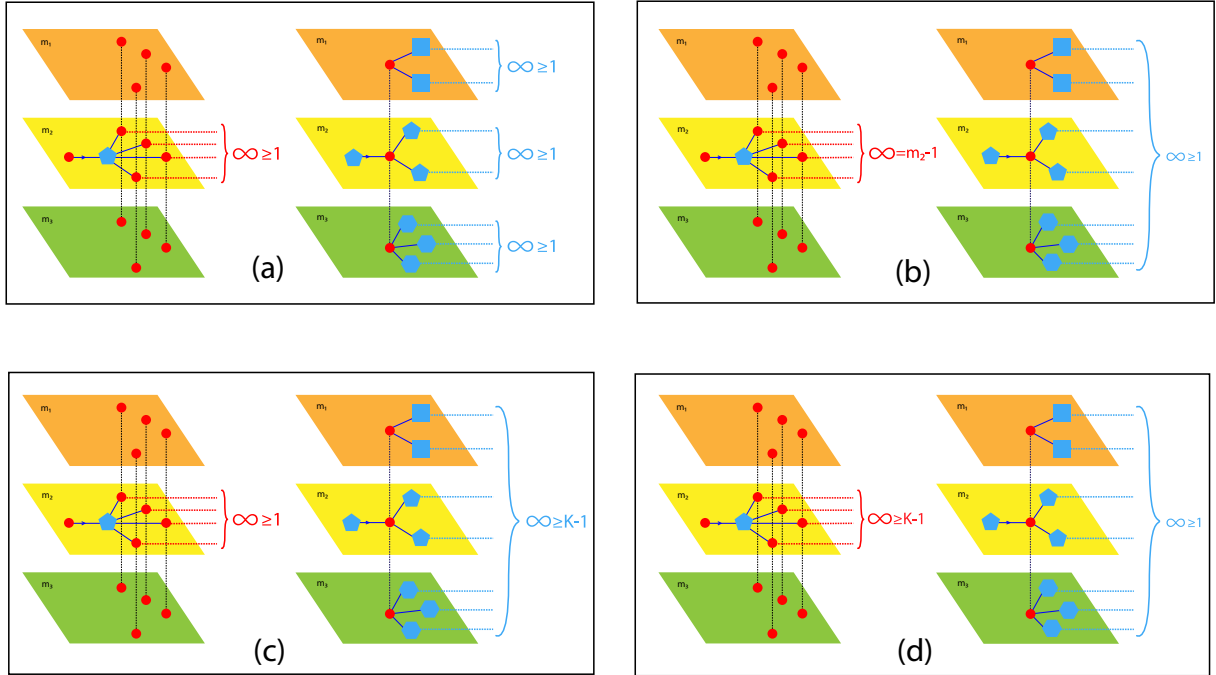 m₁
m₂
∞ ≥1
m₃
m₁
∞ ≥1
m₂
∞ ≥1
m₃
∞ ≥1
(a)
m₁
m₂
∞=m₂-1
m₃
m₁
m₂
∞ ≥1
m₃
(b)
m₁
m₂
∞ ≥1
m₃
m₁
m₂
∞ ≥K-1
m₃
(c)
m₁
m₂
∞≥K-1
m₃
m₁
m₂
∞ ≥1
m₃
(d)